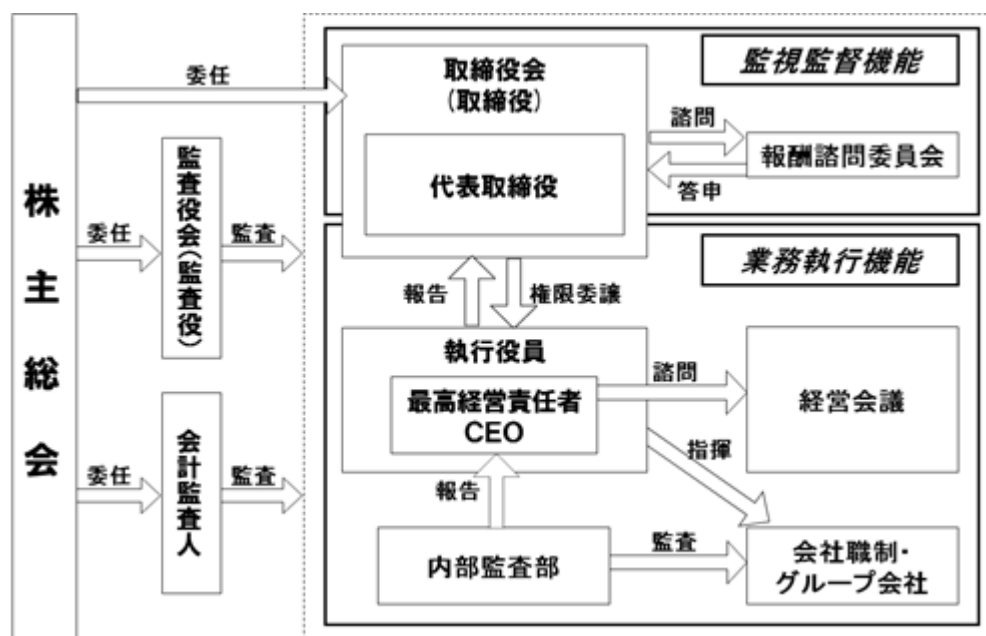 株主総会
委任
取締役会
(取締役)
代表取締役
監視監督機能
諮問
報酬諮問委員会
答申
委任
監査役会(監査役)
監査
業務執行機能
報告
権限委譲
執行役員
最高経営責任者
CEO
諮問
経営会議
指揮
委任
会計監査人
監査
報告
内部監査部
監査
会社職制・
グループ会社